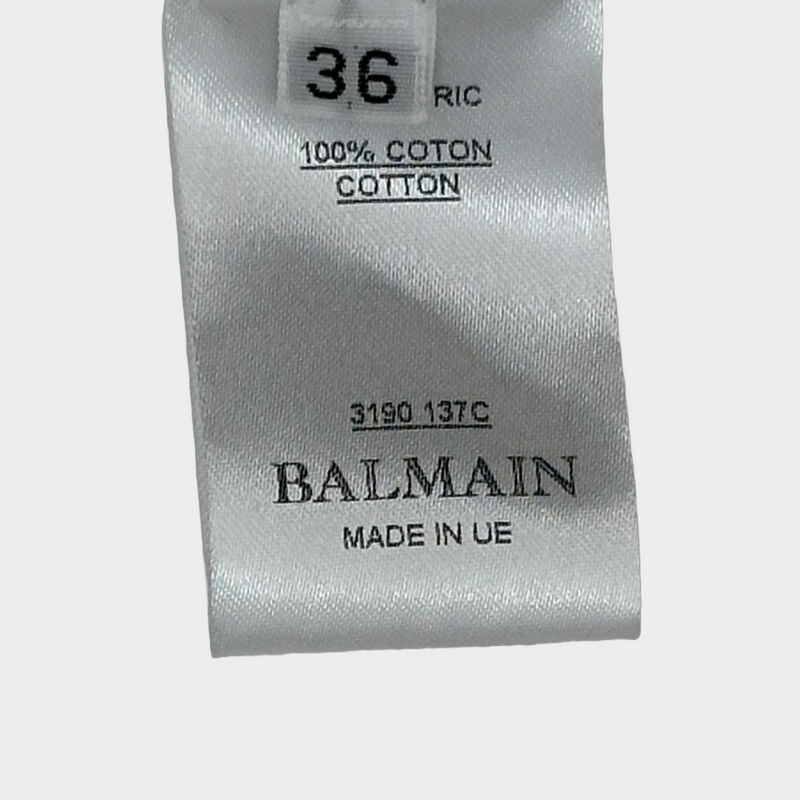 36
RIC
100% COTON
COTTON
3190 137C
BALMAIN
MADE IN UE